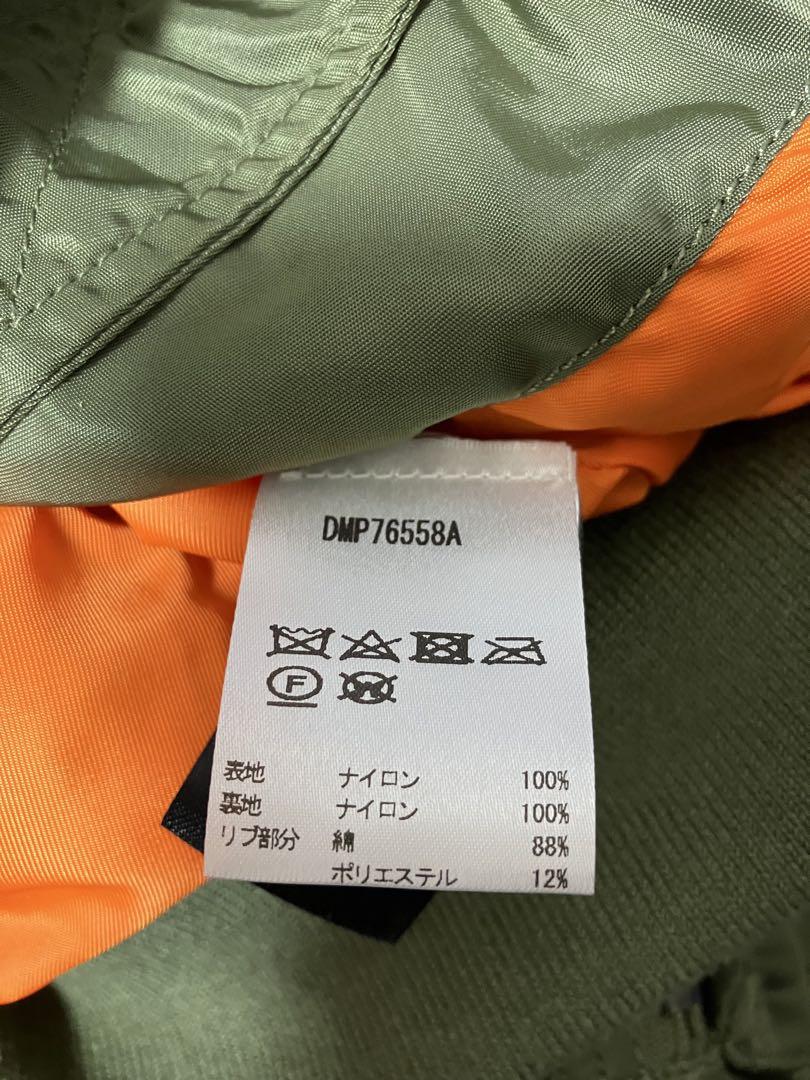 DMP76558A
F
W
表地 ナイロン 100%
裏地 ナイロン 100%
リブ部分 綿 88%
ポリエステル 12%